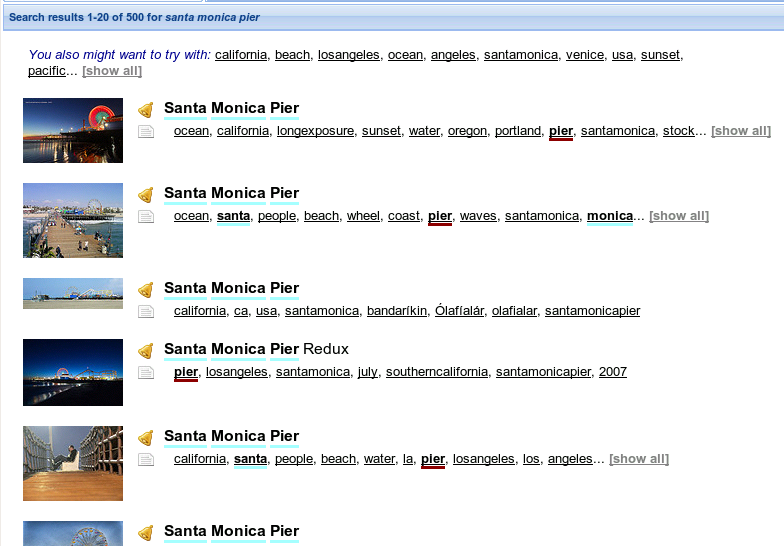 Search results 1-20 of 500 for santa monica pier
You also might want to try with: california, beach, losangeles, ocean, angeles, santamonica, venice, usa, sunset,
pacific... [show all]
Santa Monica Pier
ocean, california, longexposure, sunset, water, oregon, portland, pier, santamonica, stock... [show all]
Santa Monica Pier
ocean, santa, people, beach, wheel, coast, pier, waves, santamonica, monica... [show all]
Santa Monica Pier
california, ca, usa, santamonica, bandaríkin, Ólafíalár, olafialar, santamonicapier
Santa Monica Pier Redux
pier, losangeles, santamonica, july, southerncalifornia, santamonicapier, 2007
Santa Monica Pier
california, santa, people, beach, water, la, pier, losangeles, los, angeles... [show all]
Santa Monica Pier